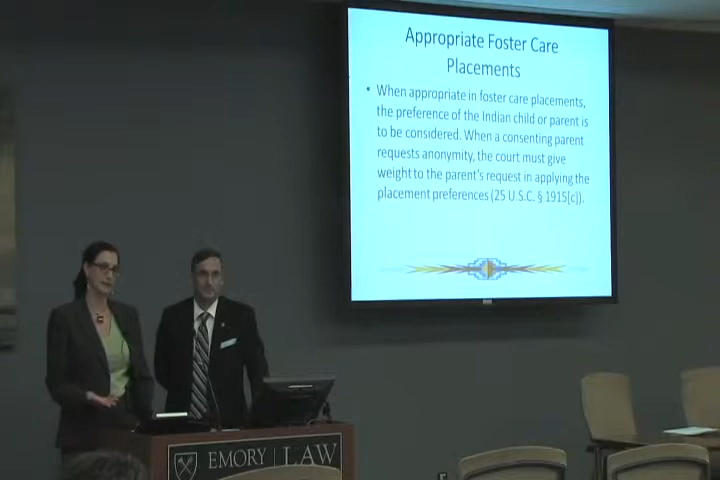 Appropriate Foster Care
Placements
• When appropriate in foster care placements,
the preference of the Indian child or parent is
to be considered. When a consenting parent
requests anonymity, the court must give
weight to the parent's request in applying the
placement preferences (25 U.S.C. § 1915[c]).
EMORY | LAW